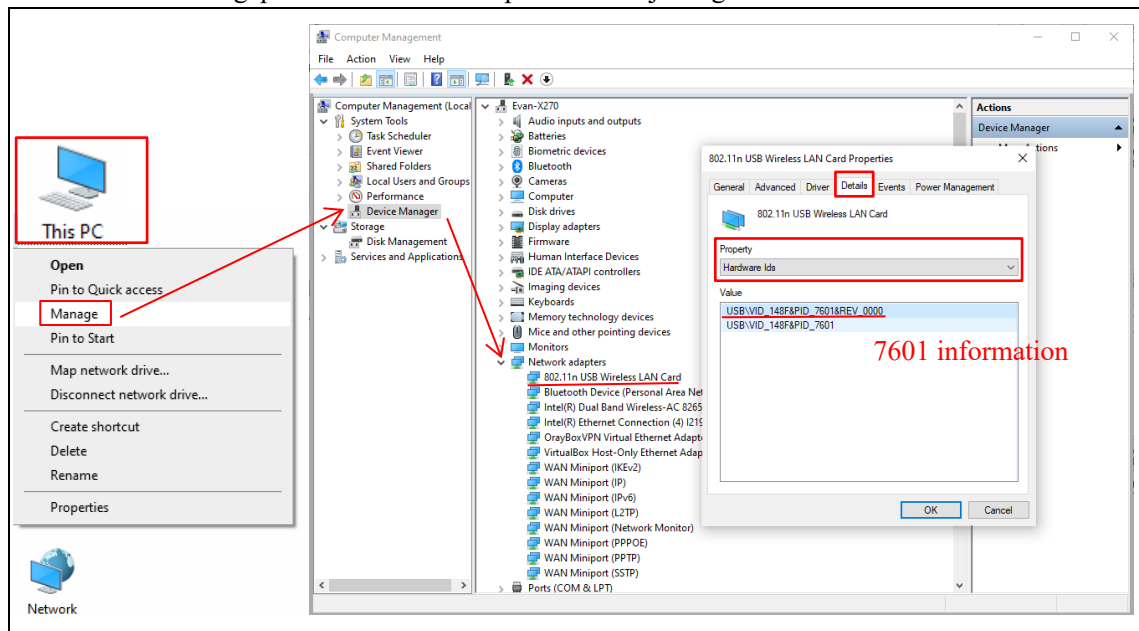 This PC
Open
Pin to Quick access
Manage
Pin to Start
Map network drive...
Disconnect network drive...
Create shortcut
Delete
Rename
Properties
Network
Computer Management
File Action View Help
Computer Management (Local
System Tools
Task Scheduler
Event Viewer
Shared Folders
Local Users and Groups
Performance
Device Manager
Storage
Disk Management
Services and Applications
Evan-X270
Audio inputs and outputs
Batteries
Biometric devices
Bluetooth
Cameras
Computer
Disk drives
Display adapters
Firmware
Human Interface Devices
IDE ATA/ATAPI controllers
Imaging devices
Keyboards
Memory technology devices
Mice and other pointing devices
Monitors
Network adapters
802.11n USB Wireless LAN Card
Bluetooth Device (Personal Area Net
Intel(R) Dual Band Wireless-AC 8265
Intel(R) Ethernet Connection (4) I219
OrayBoxVPN Virtual Ethernet Adapt
VirtualBox Host-Only Ethernet Adap
WAN Miniport (IKEv2)
WAN Miniport (IP)
WAN Miniport (IPv6)
WAN Miniport (L2TP)
WAN Miniport (Network Monitor)
WAN Miniport (PPPOE)
WAN Miniport (PPTP)
WAN Miniport (SSTP)
Ports (COM & LPT)
Actions
Device Manager
802.11n USB Wireless LAN Card Properties
General Advanced Driver Details Events Power Management
802.11n USB Wireless LAN Card
Property
Hardware Ids
Value
USB\VID_148F&PID_7601&REV_0000
USB\VID_148F&PID_7601
7601 information
OK Cancel